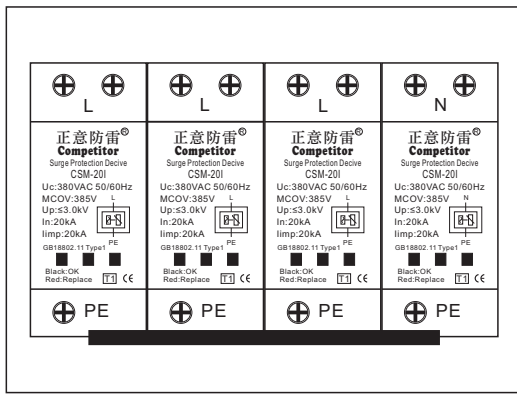 L
正意防雷®
Competitor
Surge Protection Decive
CSM-20I
Uc:380VAC 50/60Hz
MCOV:385V
L
Up:≤3.0kV
In:20kA
Iimp:20kA
PE
GB18802.11 Type1
Black:OK
Red:Replace
T1 CE
PE
L
正意防雷®
Competitor
Surge Protection Decive
CSM-20I
Uc:380VAC 50/60Hz
MCOV:385V
L
Up:≤3.0kV
In:20kA
Iimp:20kA
PE
GB18802.11 Type1
Black:OK
Red:Replace
T1 CE
PE
L
正意防雷®
Competitor
Surge Protection Decive
CSM-20I
Uc:380VAC 50/60Hz
MCOV:385V
L
Up:≤3.0kV
In:20kA
Iimp:20kA
PE
GB18802.11 Type1
Black:OK
Red:Replace
T1 CE
PE
N
正意防雷®
Competitor
Surge Protection Decive
CSM-20I
Uc:380VAC 50/60Hz
MCOV:385V
N
Up:≤3.0kV
In:20kA
Iimp:20kA
PE
GB18802.11 Type1
Black:OK
Red:Replace
T1 CE
PE